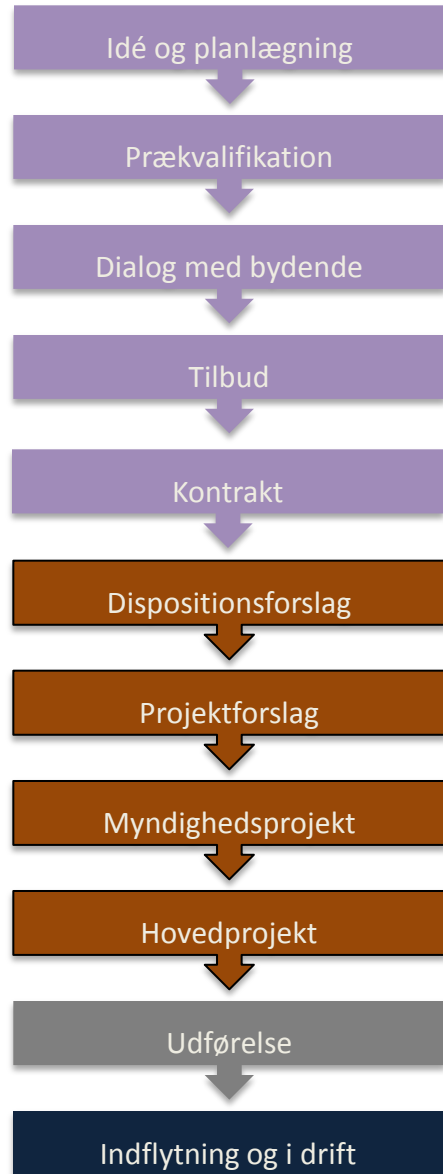 Idé og planlægning
Prækvalifikation
Dialog med bydende
Tilbud
Kontrakt
Dispositionsforslag
Projektforslag
Myndighedsprojekt
Hovedprojekt
Udførelse
Indflytning og i drift